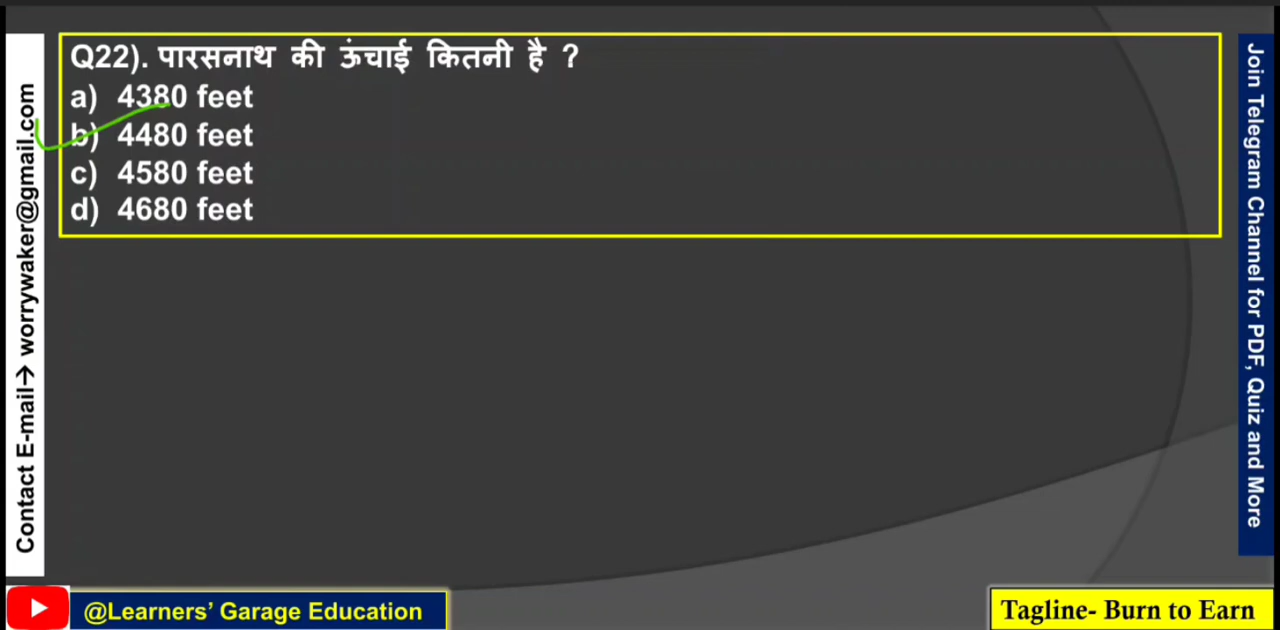 Q22). पारसनाथ की ऊंचाई कितनी है ?
a) 4380 feet
b) 4480 feet
c) 4580 feet
d) 4680 feet
Contact E-mail→ worrywaker@gmail.com
Join Telegram Channel for PDF, Quiz and More
@Learners’ Garage Education
Tagline- Burn to Earn